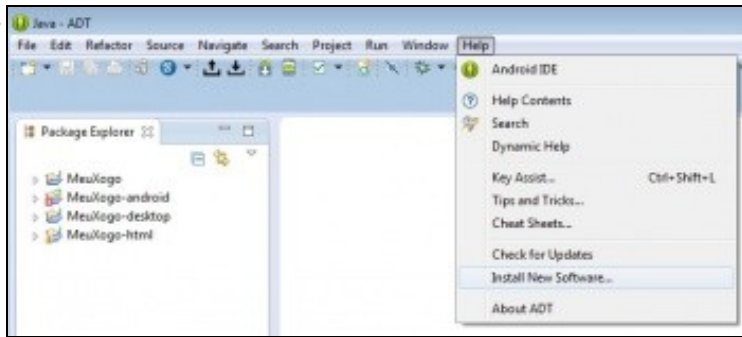 Java - ADT
File Edit Refactor Source Navigate Search Project Run Window Help
Android IDE
Help Contents
Search
Dynamic Help
Key Assist... Ctrl+Shift+L
Tips and Tricks...
Cheat Sheets...
Check for Updates
Install New Software...
About ADT
Package Explorer
MeuXogo
MeuXogo-android
MeuXogo-desktop
MeuXogo-html